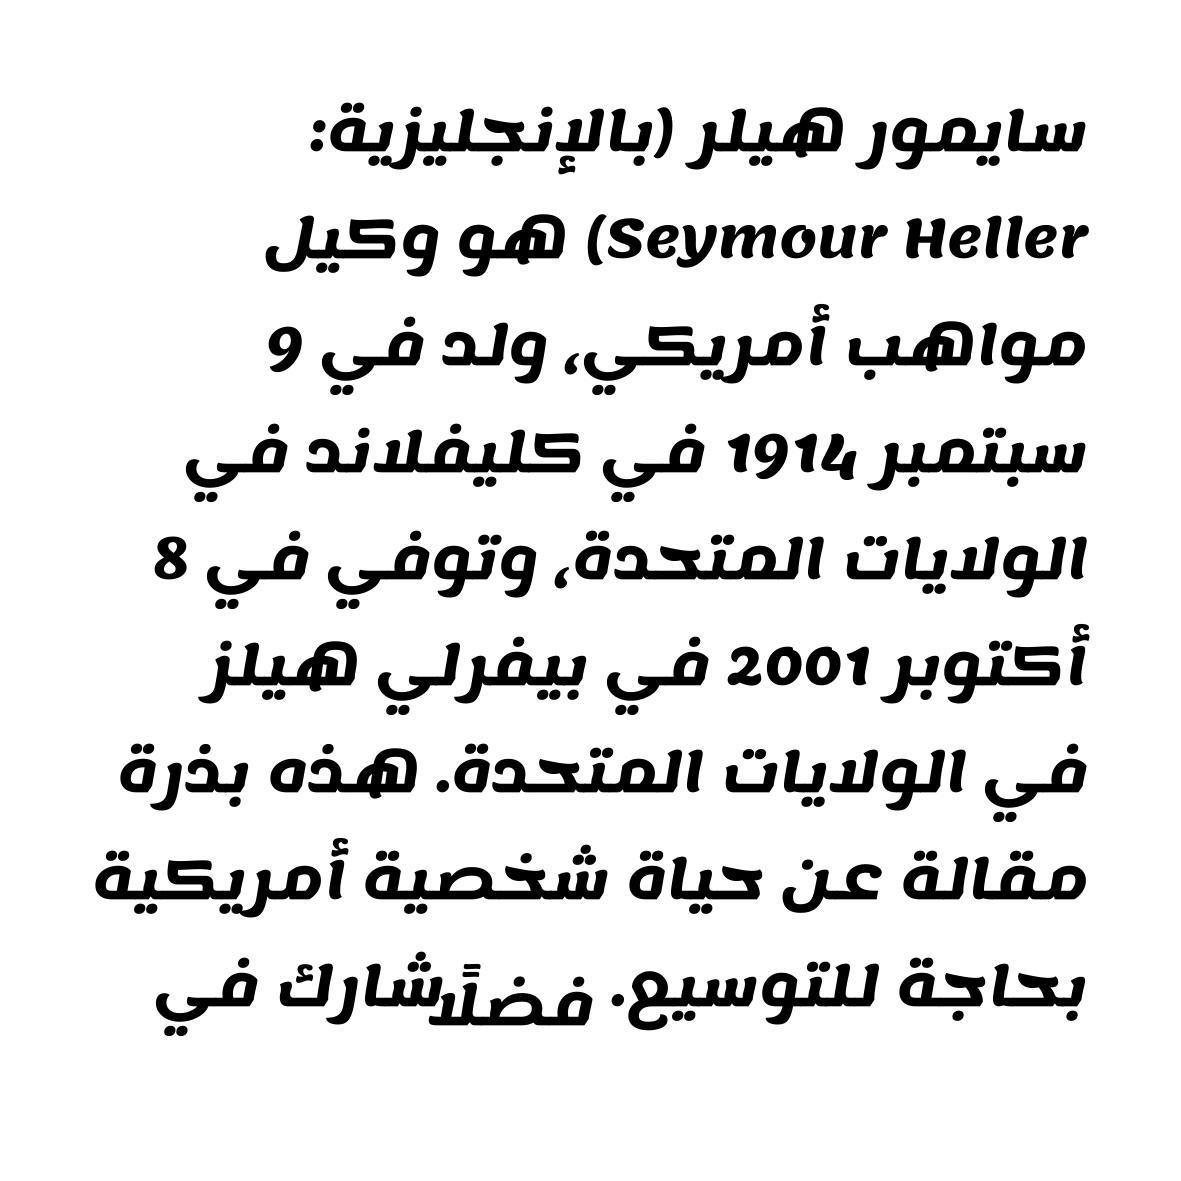 سايمور هيلر (بالإنجليزية:
Seymour Heller) هو وكيل
مواهب أمريكي، ولد في 9
سبتمبر 1914 في كليفلاند في
الولايات المتحدة، وتوفي في 8
أكتوبر 2001 في بيفرلي هيلز
في الولايات المتحدة. هذه بذرة
مقالة عن حياة شخصية أمريكية
بحاجة للتوسيع. فضلًا شارك في